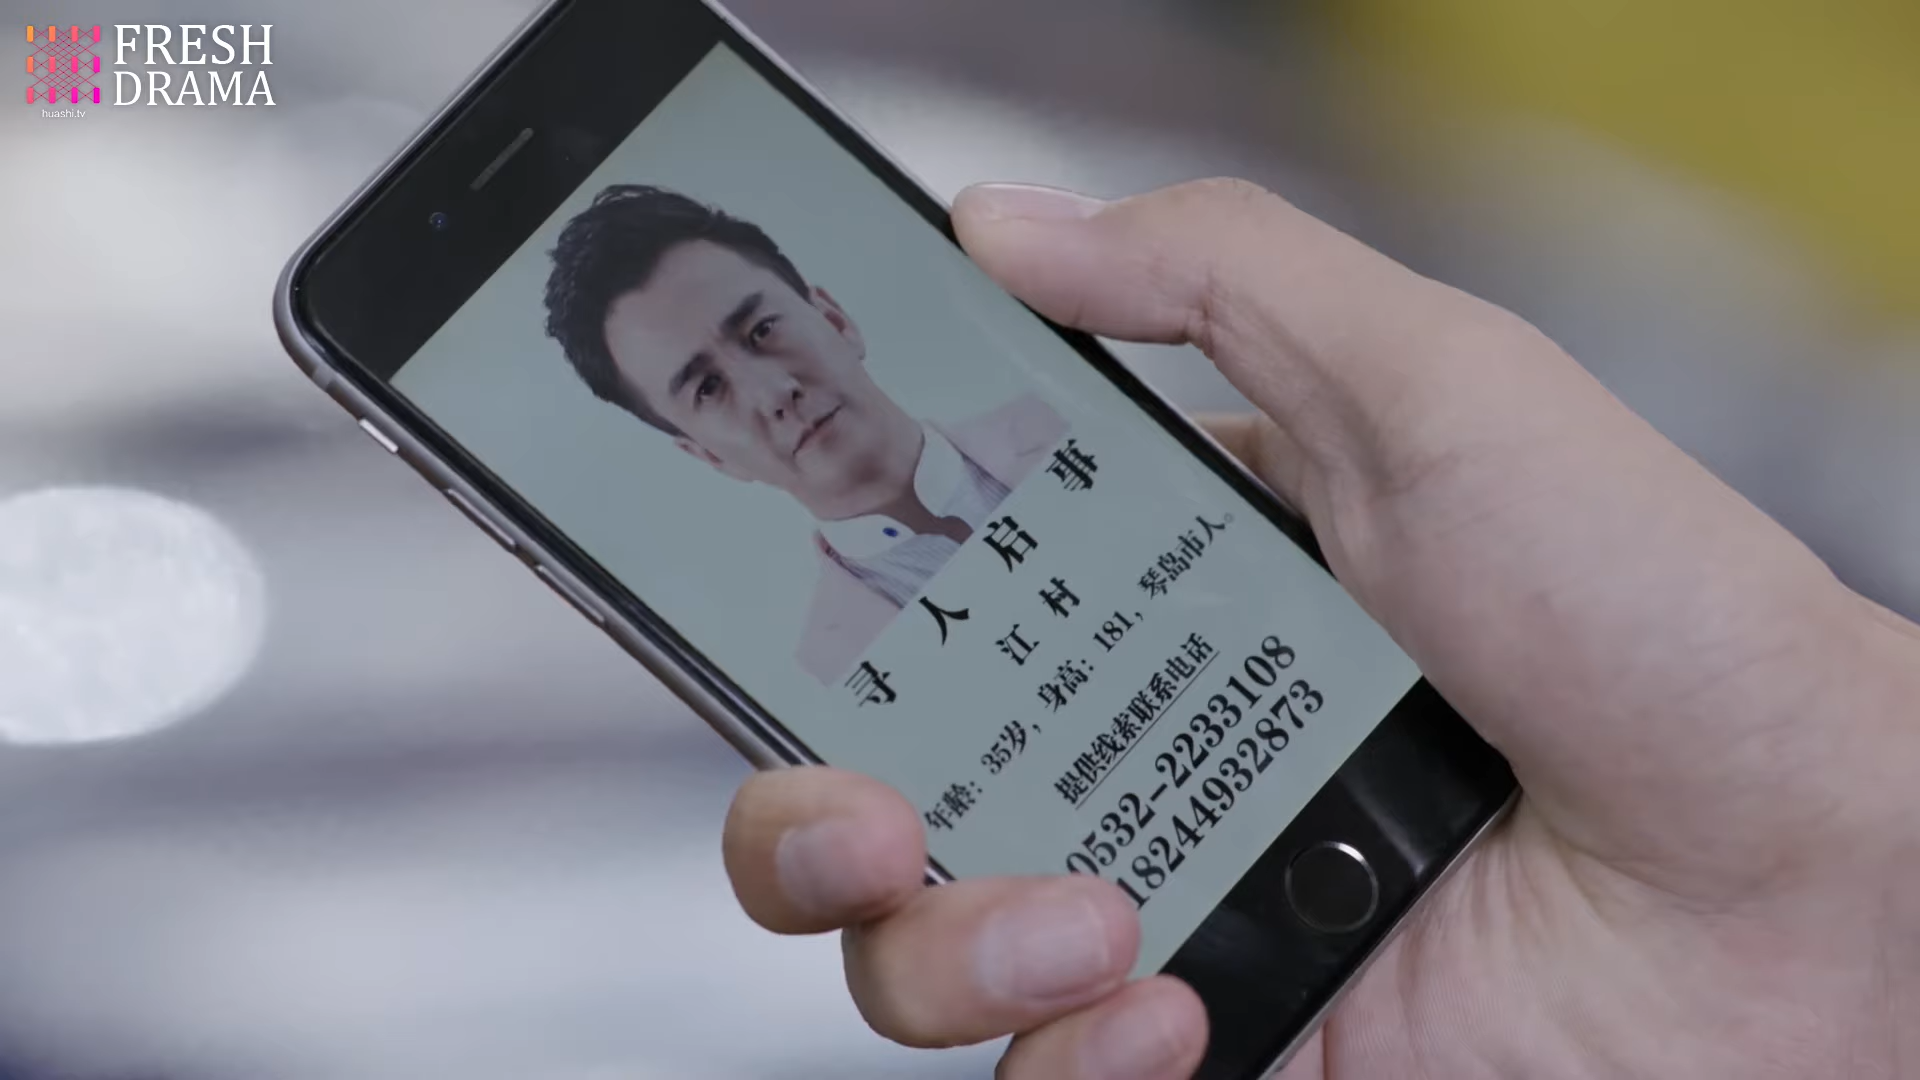 FRESH
DRAMA
huashi.tv
寻人启事
江村
年龄：35岁，身高：181，琴岛市人。
提供线索联系电话
0532-2233108
18244932873